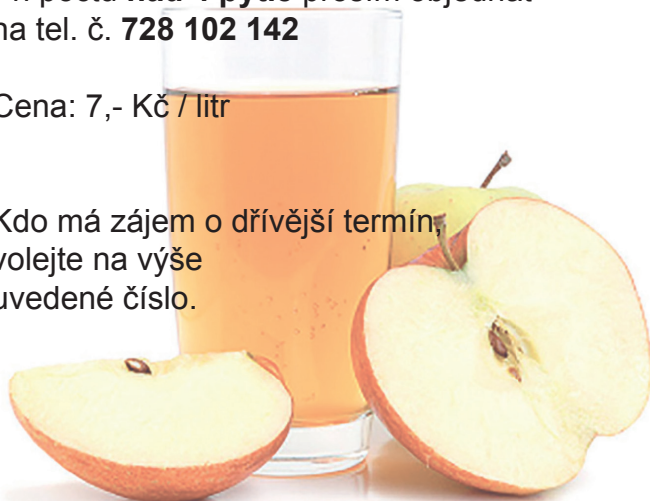 na tel. č. 728 102 142
Cena: 7,- Kč / litr
Kdo má zájem o dřívější termín,
volejte na výše
uvedené číslo.